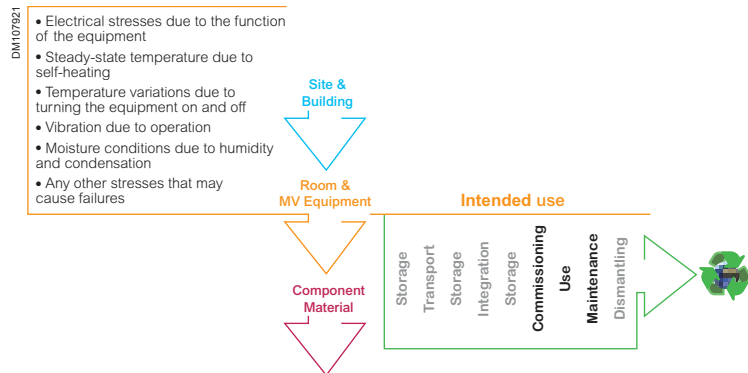 DM107921
• Electrical stresses due to the function
of the equipment
• Steady-state temperature due to
self-heating
• Temperature variations due to
turning the equipment on and off
• Vibration due to operation
• Moisture conditions due to humidity
and condensation
• Any other stresses that may
cause failures
Site &
Building
Room &
MV Equipment
Component
Material
Intended use
Storage
Transport
Storage
Integration
Storage
Commissioning
Use
Maintenance
Dismantling